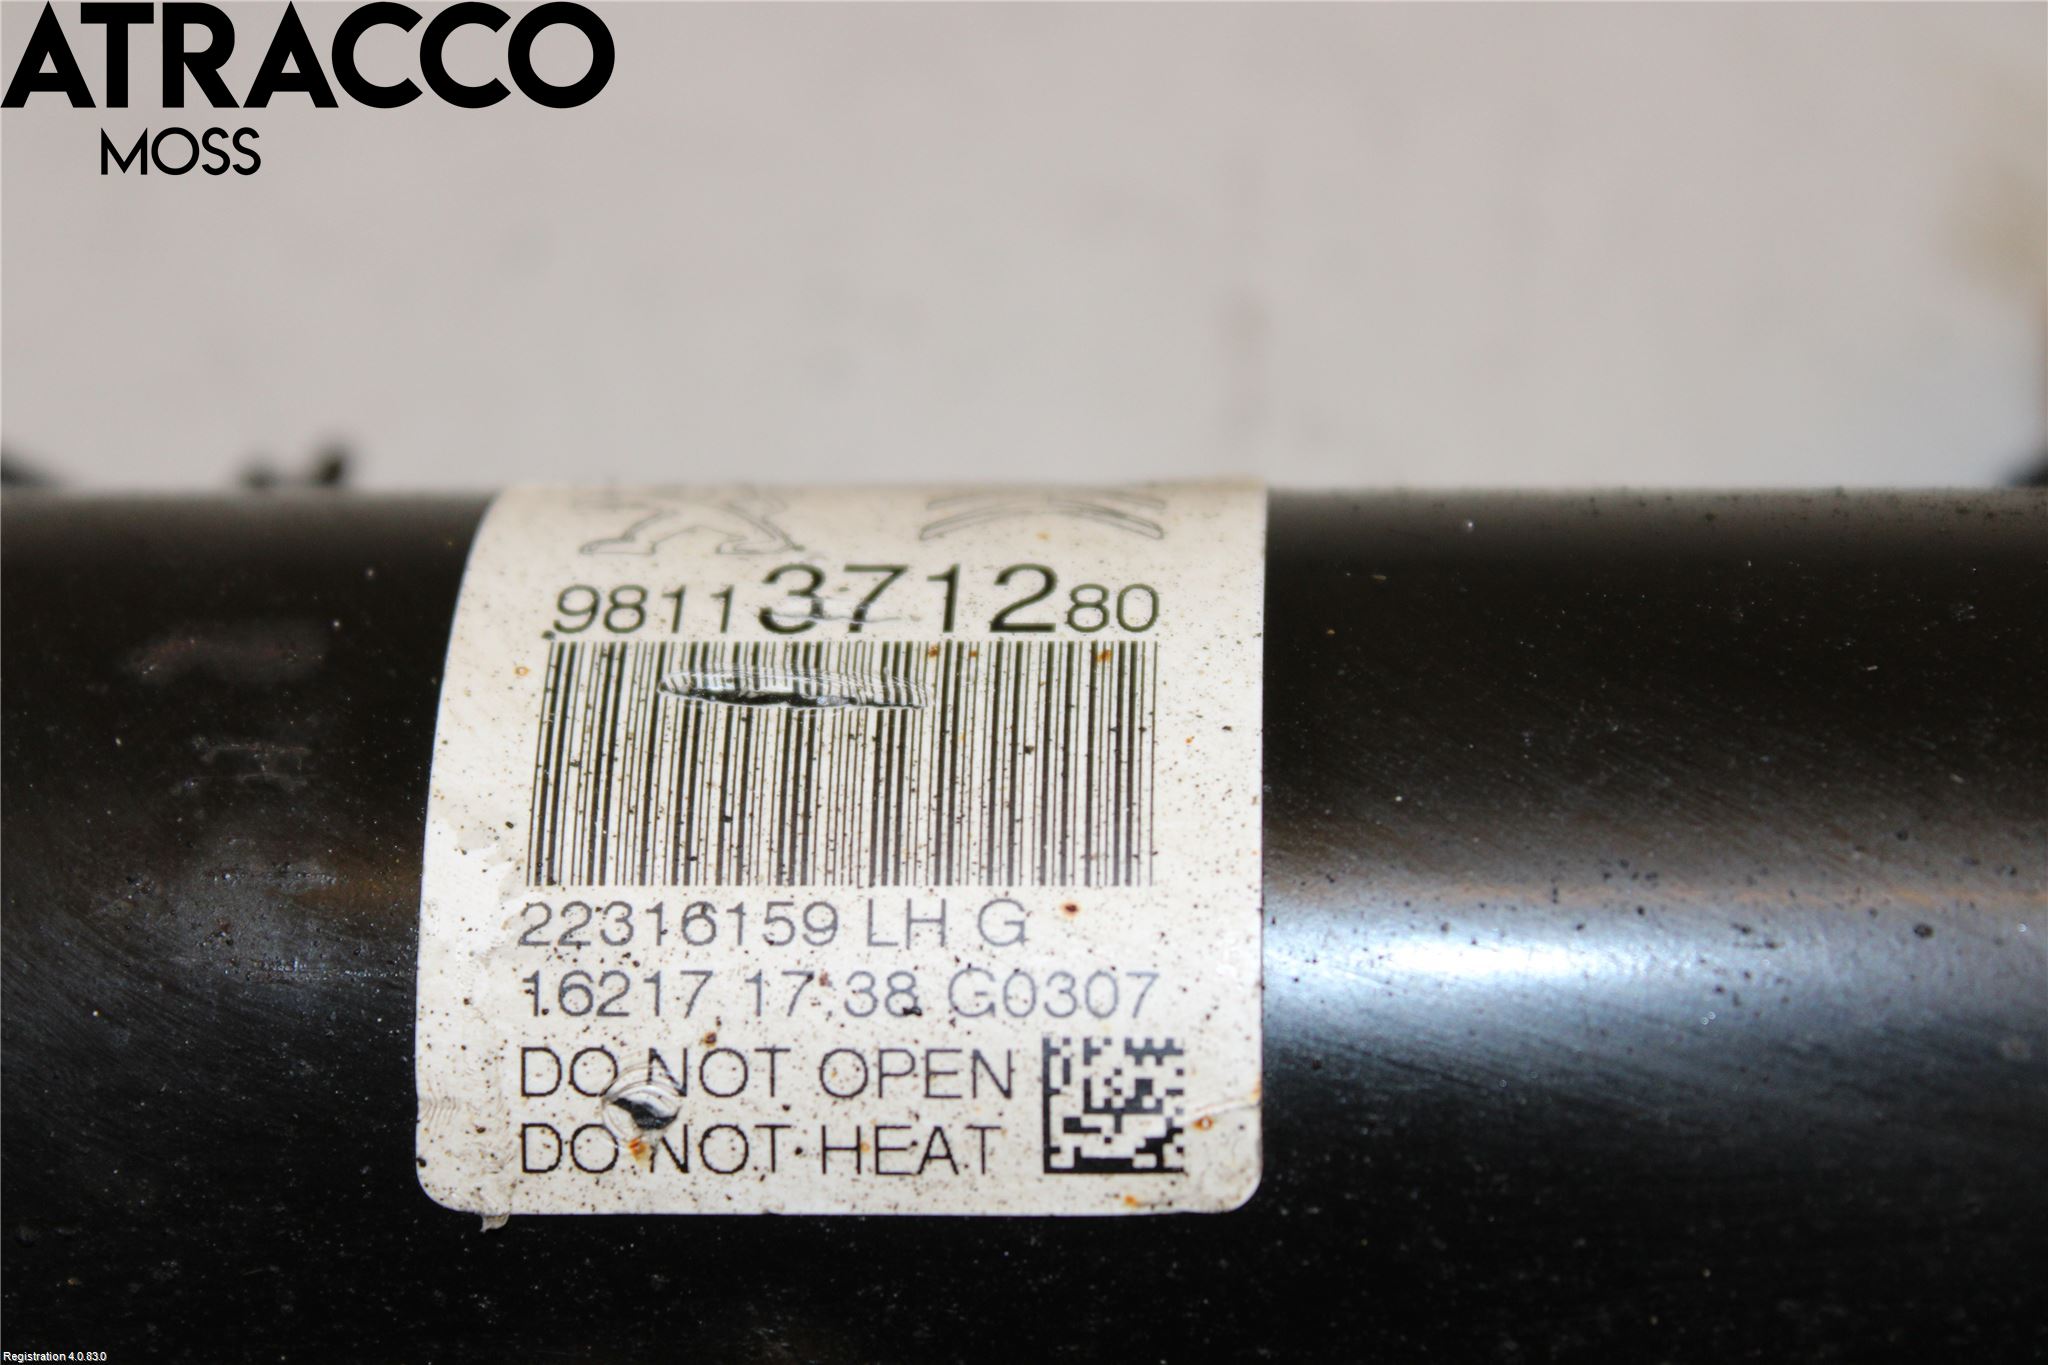 ATRACCO
MOSS
9811371280
22316159 LH G
16217 17:38 G0307
DO NOT OPEN
DO NOT HEAT
Registration 4.0.83.0